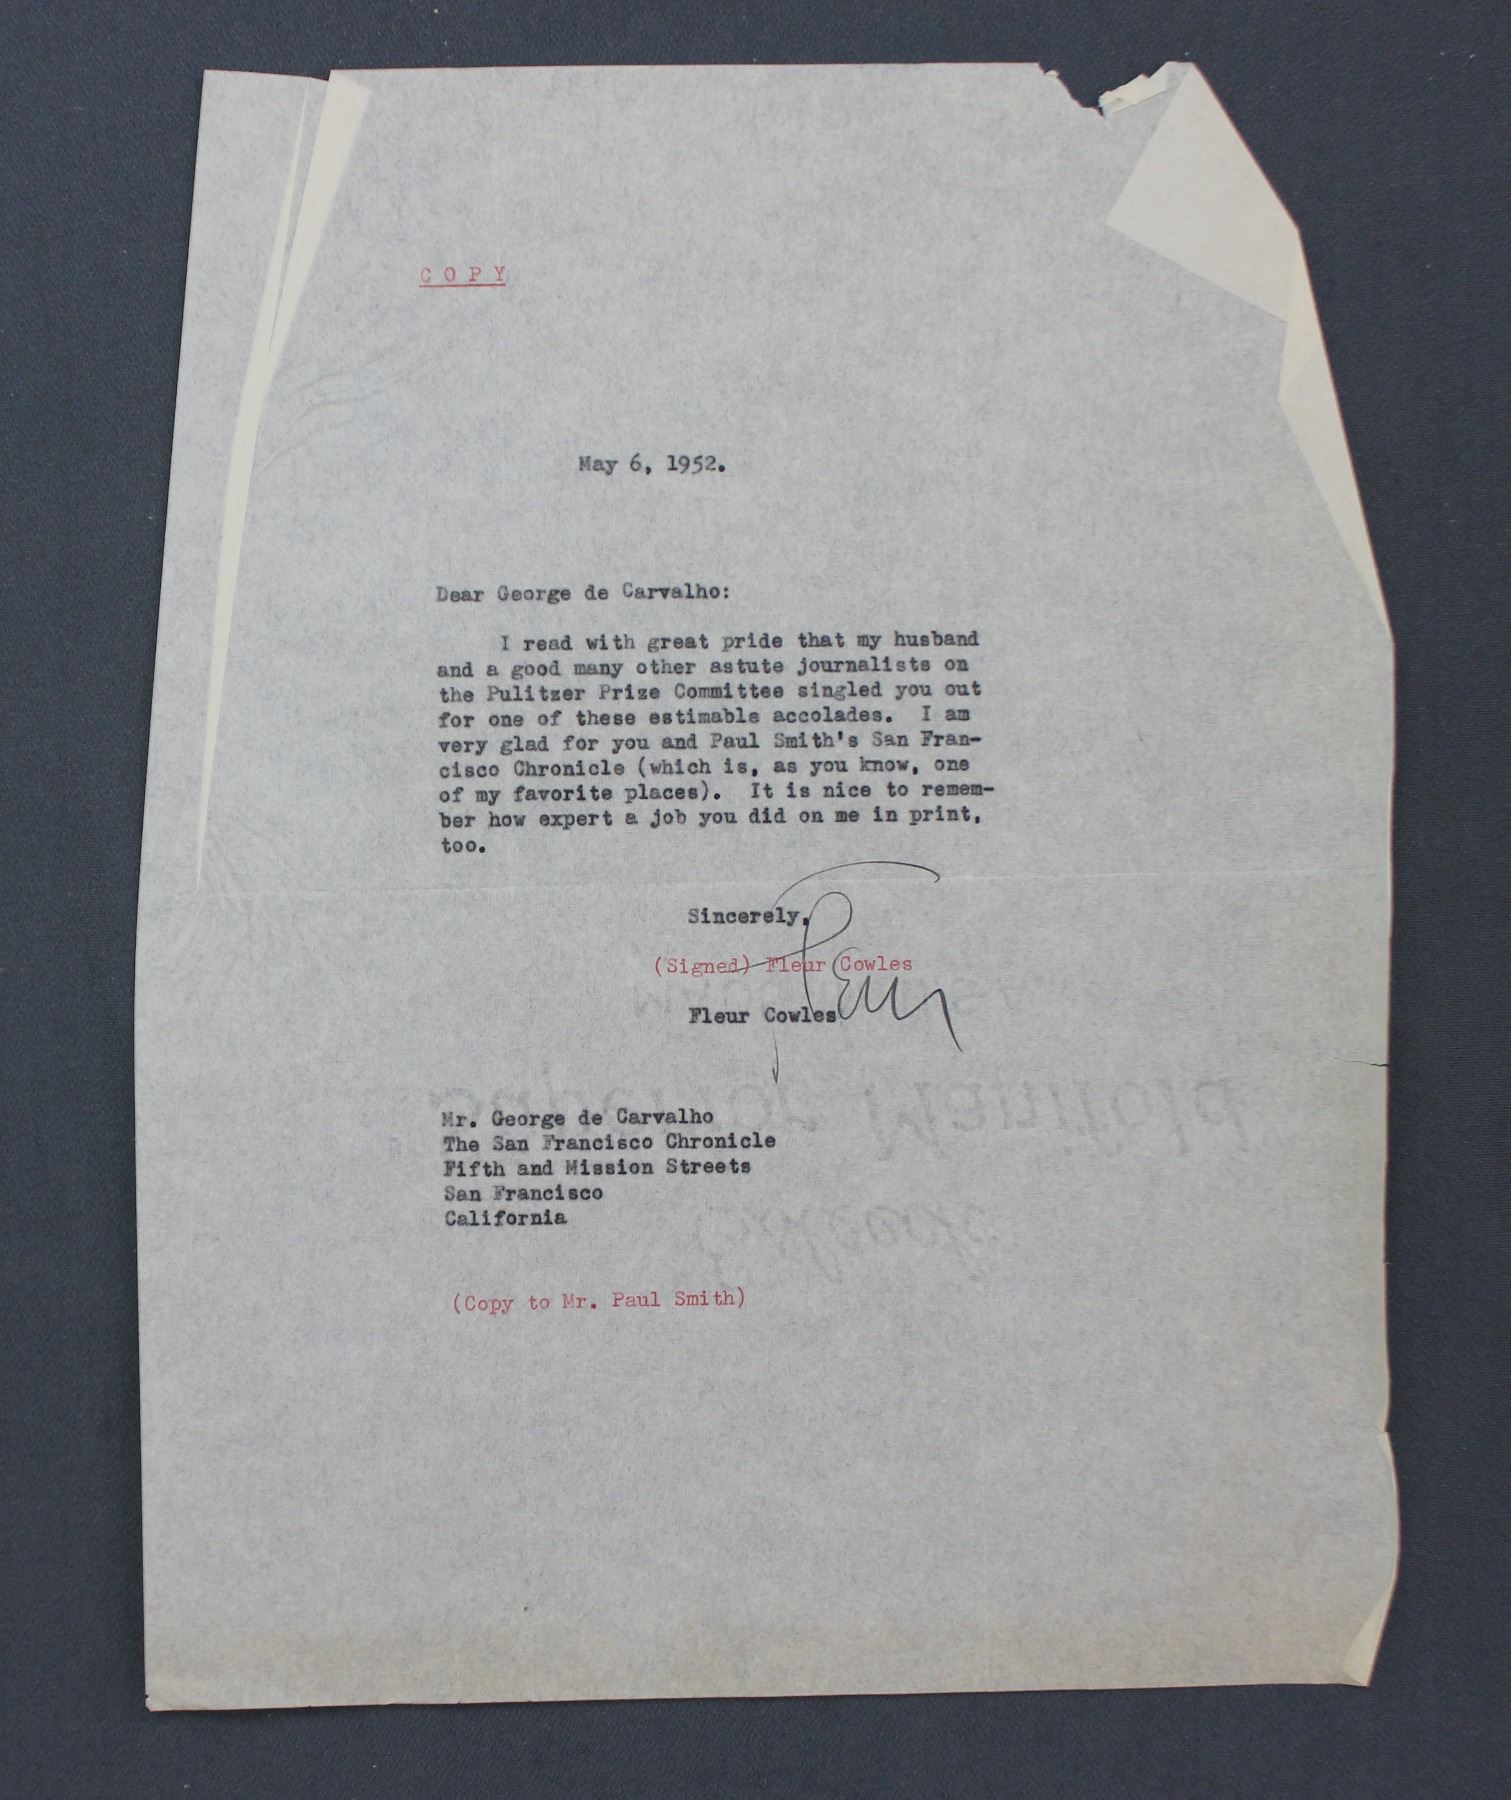 C O P Y
May 6, 1952.
Dear George de Carvalho:
I read with great pride that my husband
and a good many other astute journalists on
the Pulitzer Prize Committee singled you out
for one of these estimable accolades. I am
very glad for you and Paul Smith's San Fran-
cisco Chronicle (which is, as you know, one
of my favorite places). It is nice to remem-
ber how expert a job you did on me in print,
too.
Sincerely,
(Signed) Fleur Cowles
Fleur
Fleur Cowles
Mr. George de Carvalho
The San Francisco Chronicle
Fifth and Mission Streets
San Francisco
California
(Copy to Mr. Paul Smith)